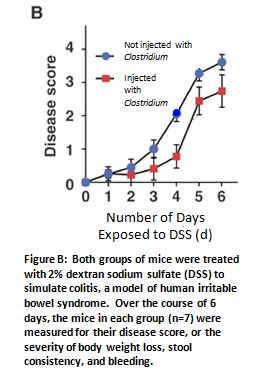 B
Disease score
4
3
2
1
0
Not injected with
Clostridium
Injected
with
Clostridium
0 1 2 3 4 5 6
Number of Days
Exposed to DSS (d)
Figure B: Both groups of mice were treated
with 2% dextran sodium sulfate (DSS) to
simulate colitis, a model of human irritable
bowel syndrome. Over the course of 6
days, the mice in each group (n=7) were
measured for their disease score, or the
severity of body weight loss, stool
consistency, and bleeding.